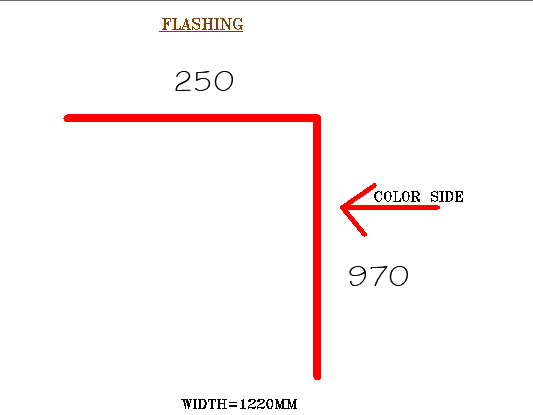 FLASHING
250
COLOR SIDE
970
WIDTH=1220MM